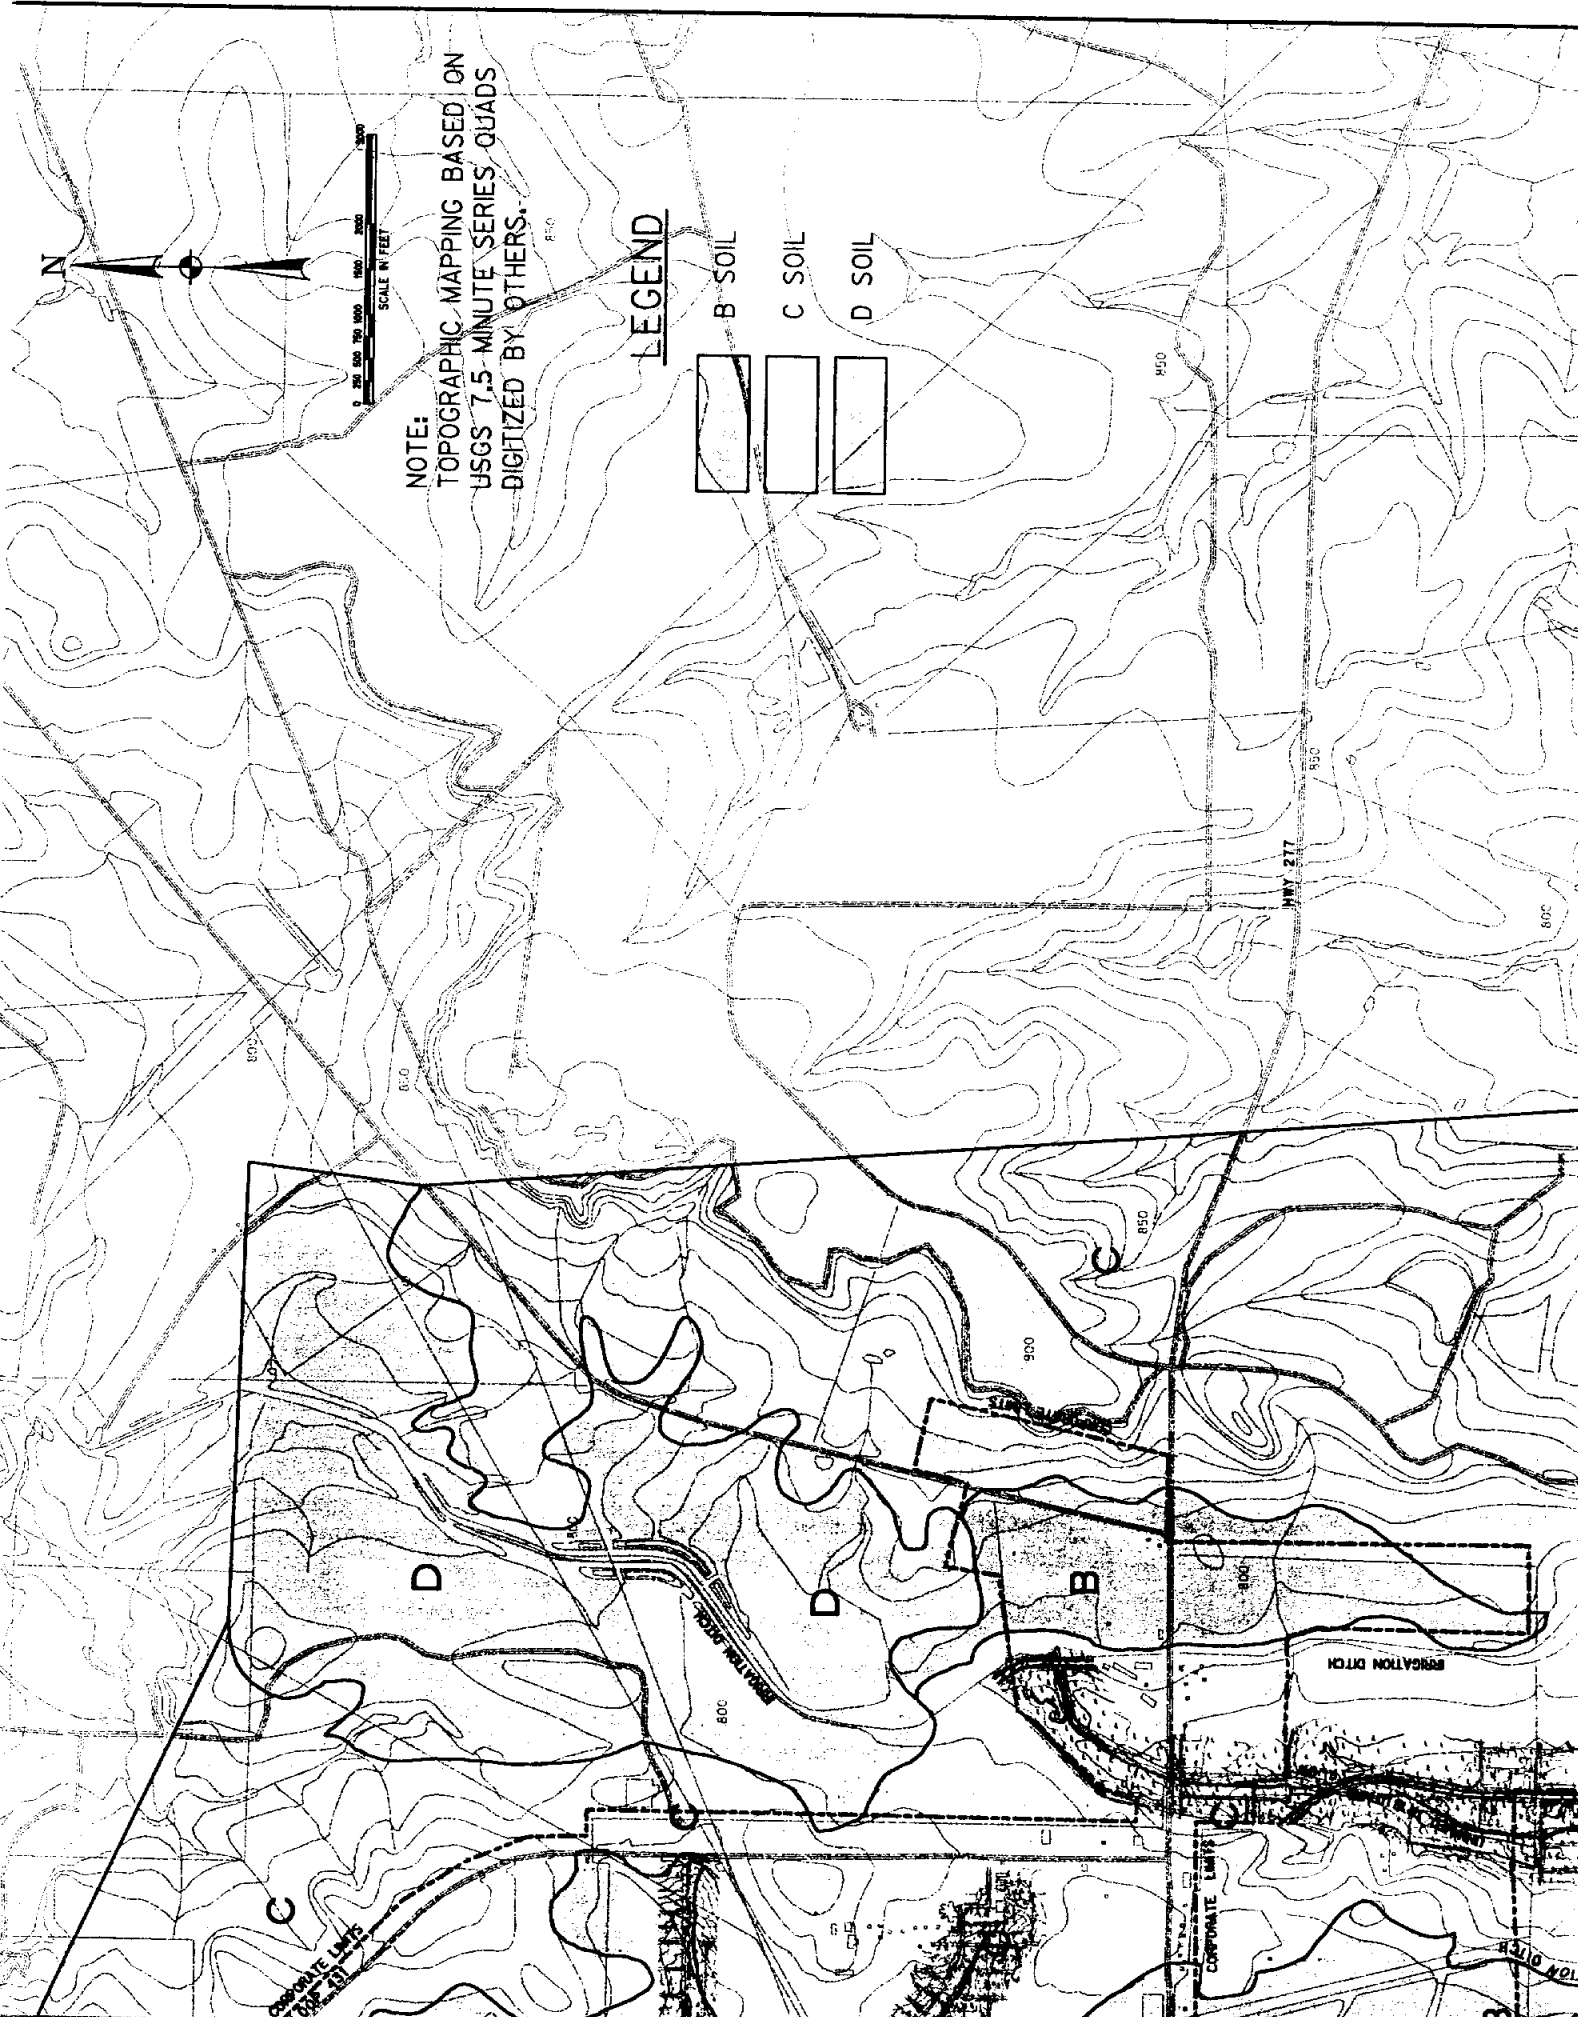 N
0 250 500 750 1000 1500 2000 3000
SCALE IN FEET
NOTE:
TOPOGRAPHIC MAPPING BASED ON
USGS 7.5 MINUTE SERIES QUADS
DIGITIZED BY OTHERS.
LEGEND
B SOIL
C SOIL
D SOIL
850
850
850
HWY 277
800
850
C
900
CORPORATE LIMITS
D
D
B
800
IRRIGATION DITCH
IRRIGATION DITCH
800
C
C
C
CORPORATE LIMITS
CORPORATE LIMITS
B